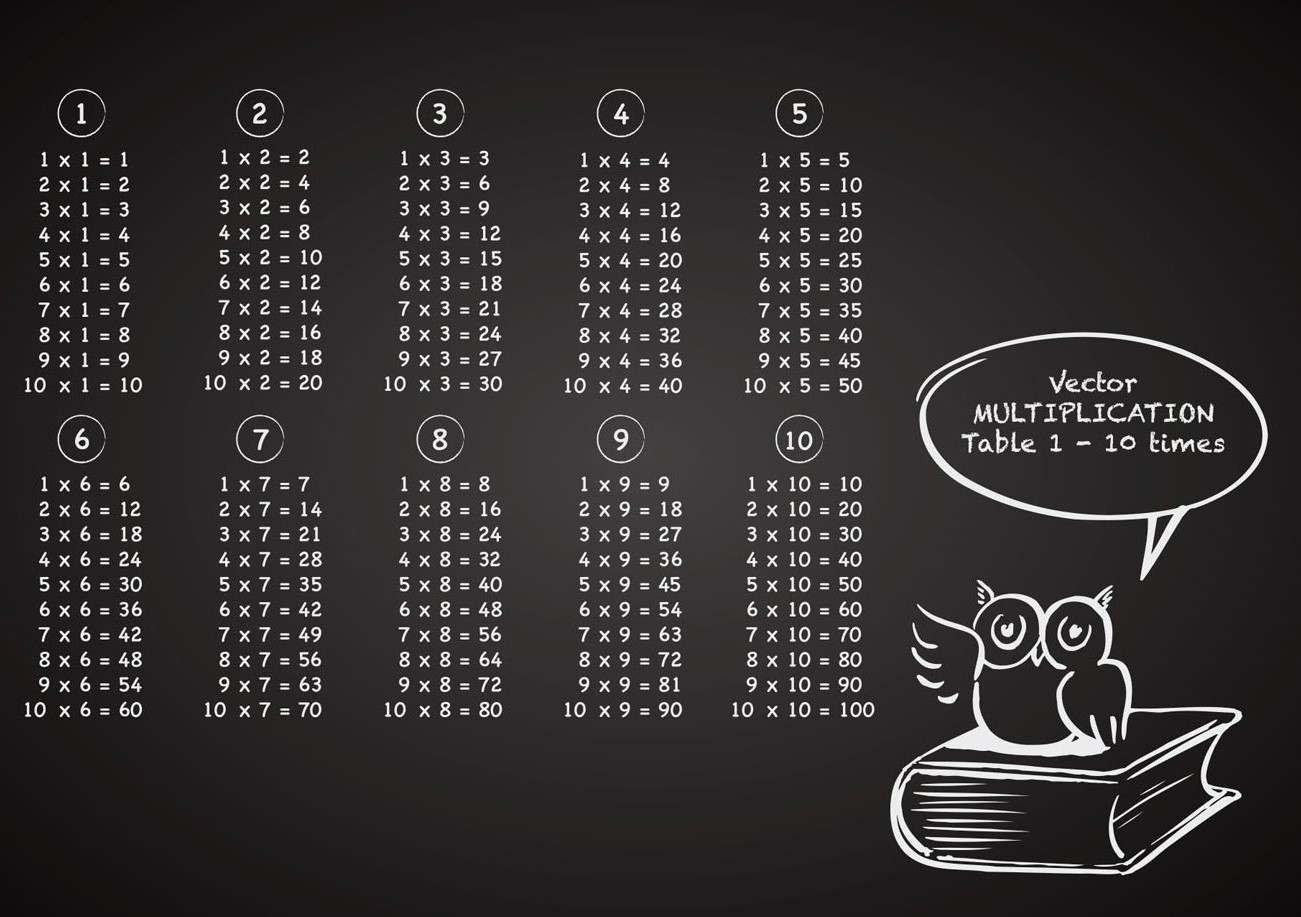 1
1 x 1 = 1
2 x 1 = 2
3 x 1 = 3
4 x 1 = 4
5 x 1 = 5
6 x 1 = 6
7 x 1 = 7
8 x 1 = 8
9 x 1 = 9
10 x 1 = 10
2
1 x 2 = 2
2 x 2 = 4
3 x 2 = 6
4 x 2 = 8
5 x 2 = 10
6 x 2 = 12
7 x 2 = 14
8 x 2 = 16
9 x 2 = 18
10 x 2 = 20
3
1 x 3 = 3
2 x 3 = 6
3 x 3 = 9
4 x 3 = 12
5 x 3 = 15
6 x 3 = 18
7 x 3 = 21
8 x 3 = 24
9 x 3 = 27
10 x 3 = 30
4
1 x 4 = 4
2 x 4 = 8
3 x 4 = 12
4 x 4 = 16
5 x 4 = 20
6 x 4 = 24
7 x 4 = 28
8 x 4 = 32
9 x 4 = 36
10 x 4 = 40
5
1 x 5 = 5
2 x 5 = 10
3 x 5 = 15
4 x 5 = 20
5 x 5 = 25
6 x 5 = 30
7 x 5 = 35
8 x 5 = 40
9 x 5 = 45
10 x 5 = 50
6
1 x 6 = 6
2 x 6 = 12
3 x 6 = 18
4 x 6 = 24
5 x 6 = 30
6 x 6 = 36
7 x 6 = 42
8 x 6 = 48
9 x 6 = 54
10 x 6 = 60
7
1 x 7 = 7
2 x 7 = 14
3 x 7 = 21
4 x 7 = 28
5 x 7 = 35
6 x 7 = 42
7 x 7 = 49
8 x 7 = 56
9 x 7 = 63
10 x 7 = 70
8
1 x 8 = 8
2 x 8 = 16
3 x 8 = 24
4 x 8 = 32
5 x 8 = 40
6 x 8 = 48
7 x 8 = 56
8 x 8 = 64
9 x 8 = 72
10 x 8 = 80
9
1 x 9 = 9
2 x 9 = 18
3 x 9 = 27
4 x 9 = 36
5 x 9 = 45
6 x 9 = 54
7 x 9 = 63
8 x 9 = 72
9 x 9 = 81
10 x 9 = 90
10
1 x 10 = 10
2 x 10 = 20
3 x 10 = 30
4 x 10 = 40
5 x 10 = 50
6 x 10 = 60
7 x 10 = 70
8 x 10 = 80
9 x 10 = 90
10 x 10 = 100
Vector
MULTIPLICATION
Table 1 - 10 times